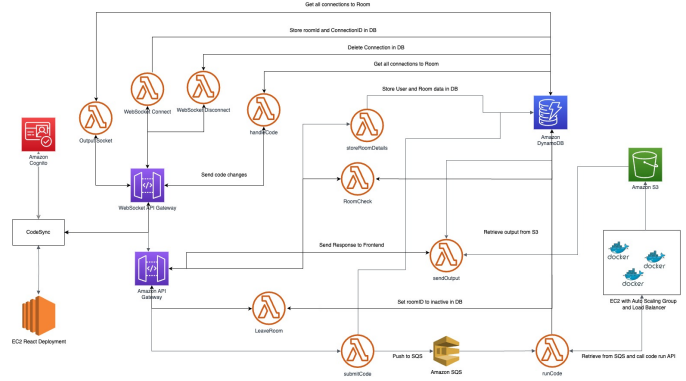 Get all connections to Room
Store roomId and ConnectionID in DB
Delete Connection in DB
Get all connections to Room
Store User and Room data in DB
WebSocket Connect
WebSocket Disconnect
handleCode
Output Socket
storeRoomDetails
Amazon
DynamoDB
Amazon
Cognito
Send code changes
RoomCheck
Amazon S3
WebSocket API Gateway
CodeSync
Retrieve output from S3
Send Response to Frontend
docker
docker
docker
sendOutput
Amazon API
Gateway
EC2 with Auto Scaling Group
and Load Balancer
Set roomID to inactive in DB
LeaveRoom
EC2 React Deployment
Push to SQS
Retrieve from SQS and call code run API
submitCode
Amazon SQS
runCode